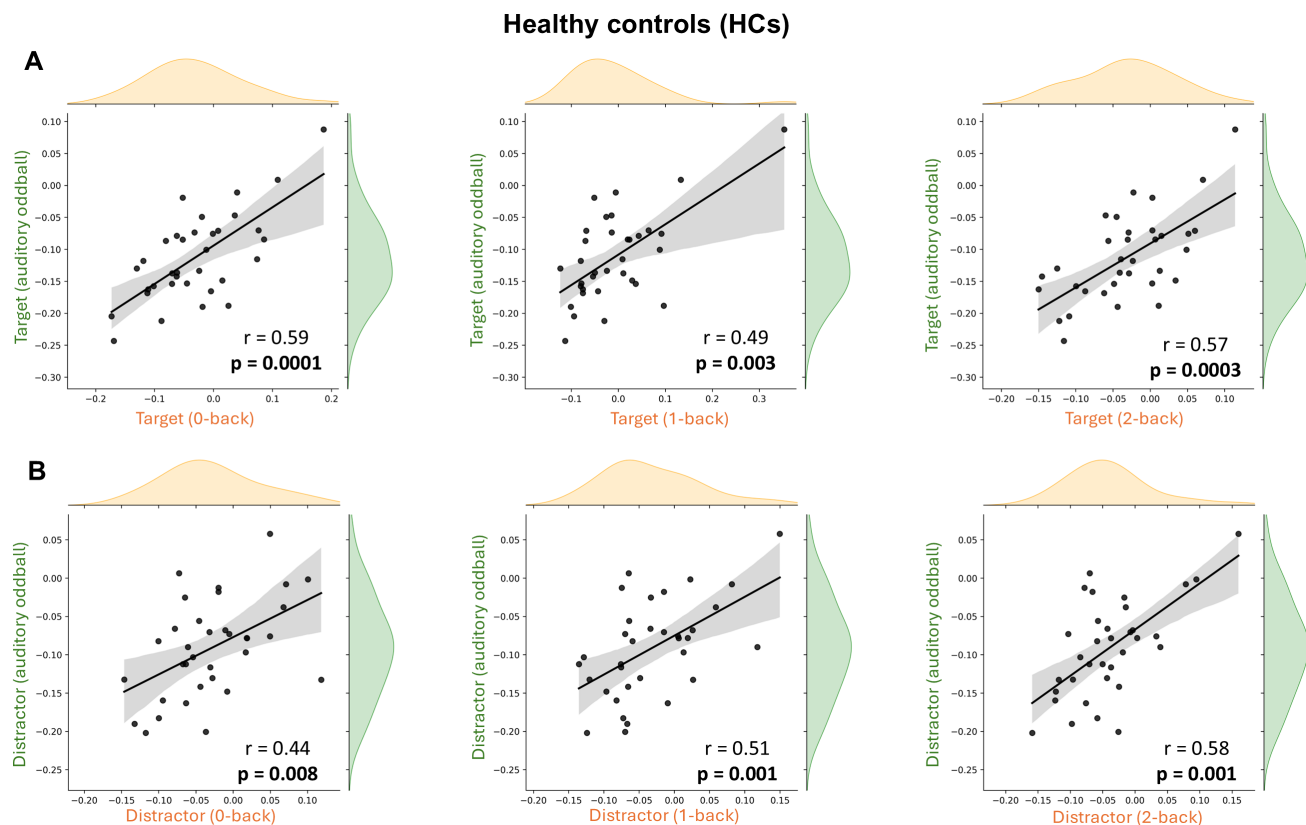 Healthy controls (HCs)
A
Target (auditory oddball)
0.10
0.05
0.00
−0.05
−0.10
−0.15
−0.20
−0.25
−0.30
r = 0.59
p = 0.0001
−0.2 −0.1 0.0 0.1 0.2
Target (0-back)
Target (auditory oddball)
0.10
0.05
0.00
−0.05
−0.10
−0.15
−0.20
−0.25
−0.30
r = 0.49
p = 0.003
−0.1 0.0 0.1 0.2 0.3
Target (1-back)
Target (auditory oddball)
0.10
0.05
0.00
−0.05
−0.10
−0.15
−0.20
−0.25
−0.30
r = 0.57
p = 0.0003
−0.20 −0.15 −0.10 −0.05 0.00 0.05 0.10
Target (2-back)
B
Distractor (auditory oddball)
0.05
0.00
−0.05
−0.10
−0.15
−0.20
−0.25
r = 0.44
p = 0.008
−0.20 −0.15 −0.10 −0.05 0.00 0.05 0.10
Distractor (0-back)
Distractor (auditory oddball)
0.05
0.00
−0.05
−0.10
−0.15
−0.20
−0.25
r = 0.51
p = 0.001
−0.20 −0.15 −0.10 −0.05 0.00 0.05 0.10 0.15
Distractor (1-back)
Distractor (auditory oddball)
0.05
0.00
−0.05
−0.10
−0.15
−0.20
−0.25
r = 0.58
p = 0.001
−0.20 −0.15 −0.10 −0.05 0.00 0.05 0.10 0.15
Distractor (2-back)